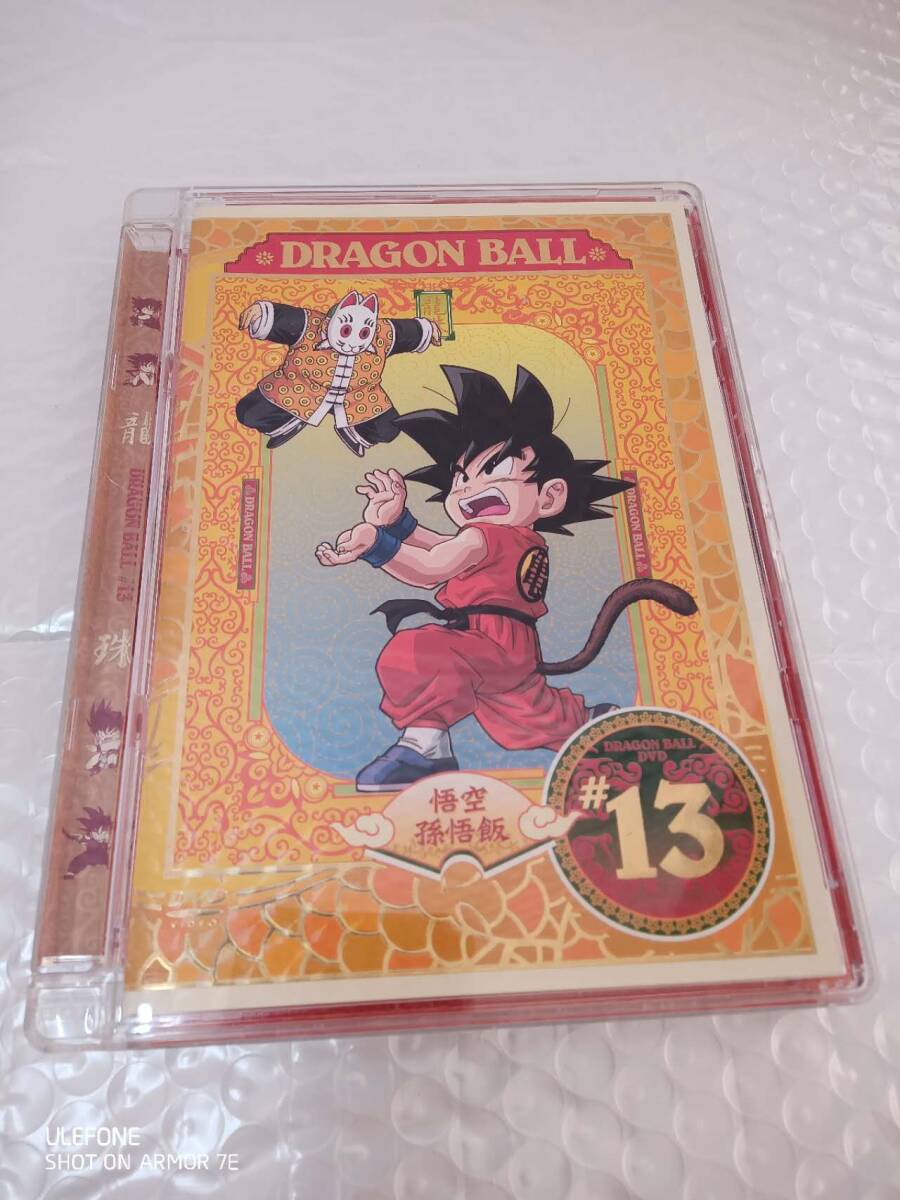 DRAGON BALL
DRAGON BALL
DRAGON BALL
龍
DRAGON BALL #13
珠
悟空
孫悟飯
DRAGON BALL
DVD
#13
VIDEO
ULEFONE
SHOT ON ARMOR 7E